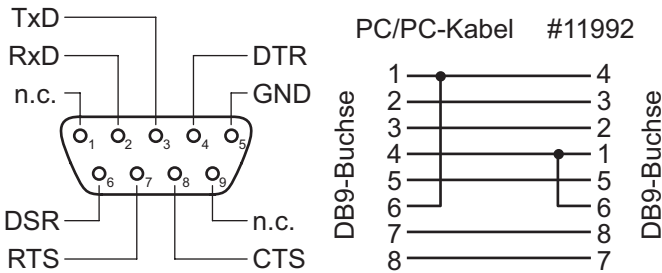 TxD
RxD
DTR
n.c.
GND
1 2 3 4 5
6 7 8 9
DSR
n.c.
RTS
CTS
PC/PC-Kabel #11992
DB9-Buchse
1 4
2 3
3 2
4 1
5 5
6 6
7 8
8 7
DB9-Buchse